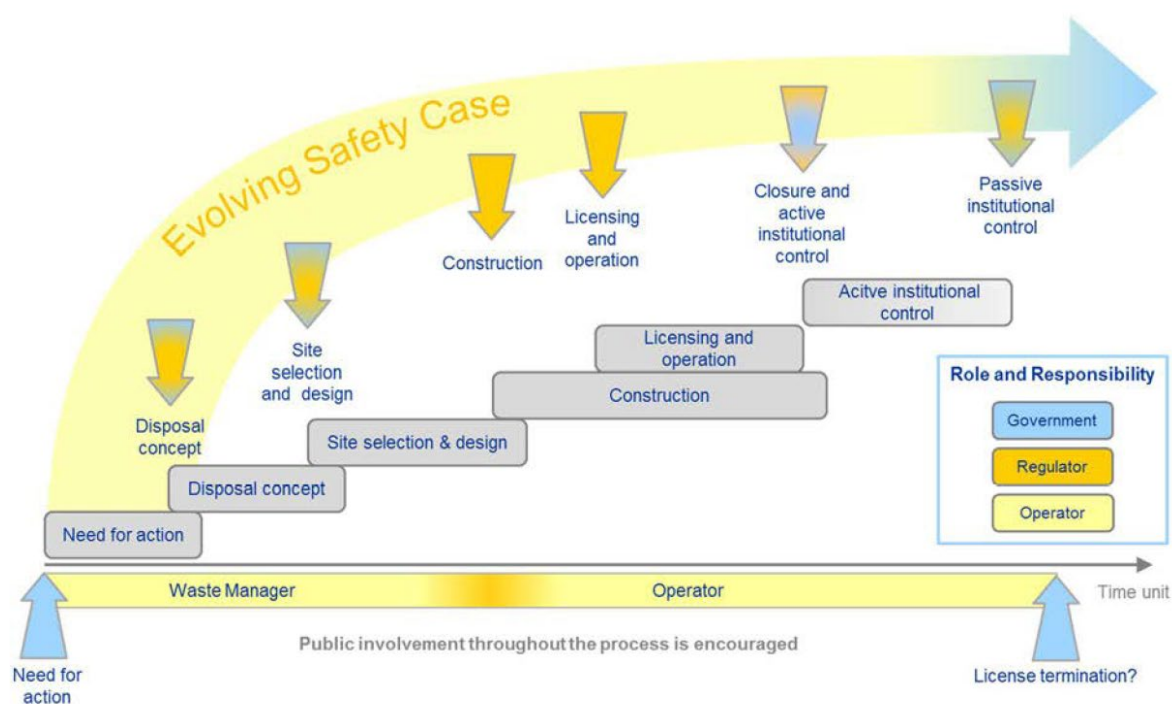 Evolving Safety Case
Disposal
concept
Site
selection
and design
Construction
Licensing
and
operation
Closure and
active
institutional
control
Passive
institutional
control
Need for action
Disposal concept
Site selection & design
Construction
Licensing and
operation
Acitve institutional
control
Role and Responsibility
Government
Regulator
Operator
Waste Manager
Operator
Time unit
Public involvement throughout the process is encouraged
Need for
action
License termination?